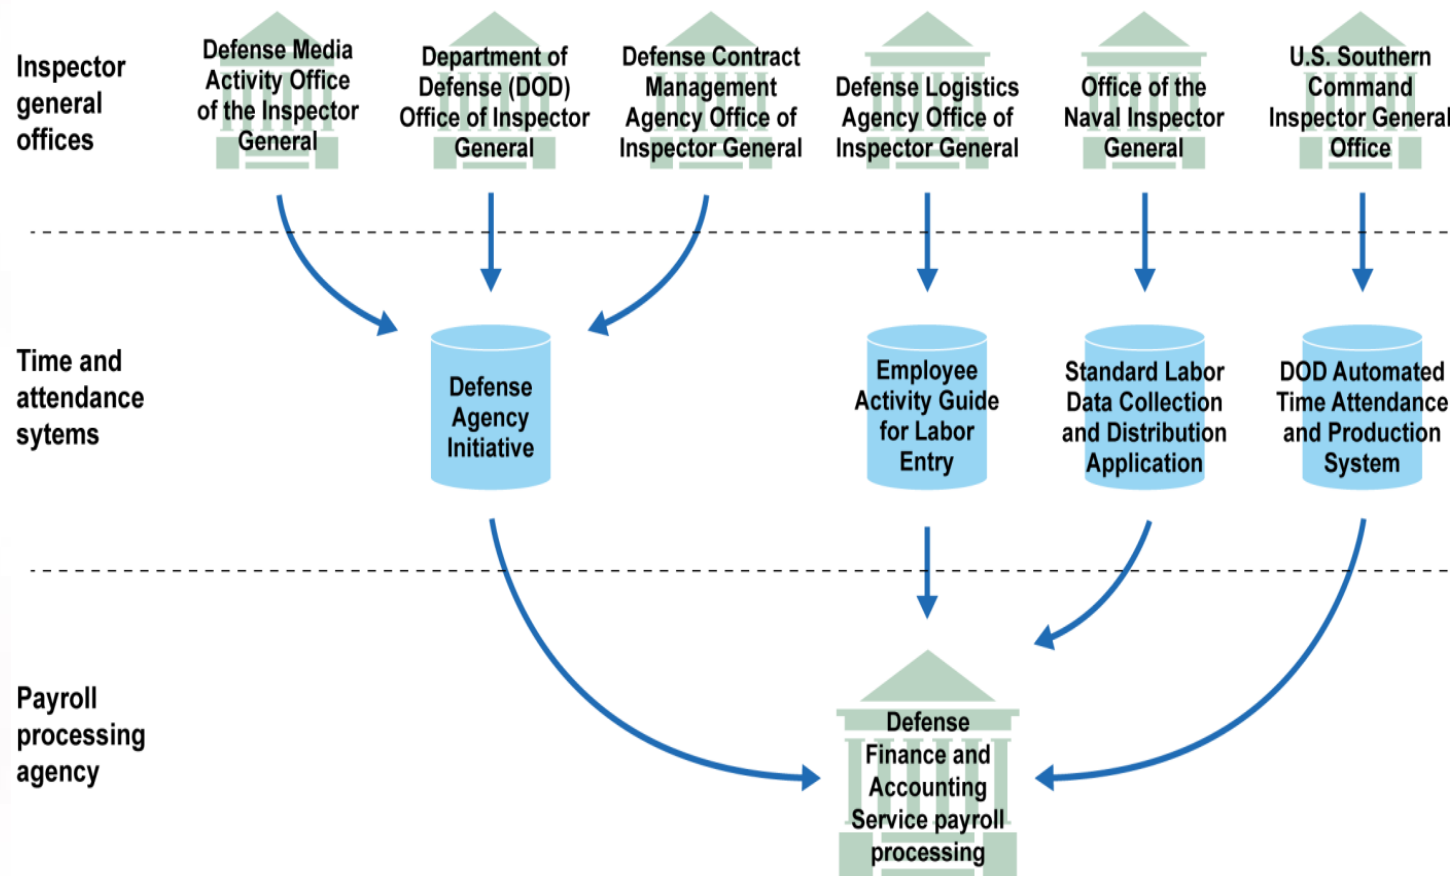 Inspector
general
offices
Defense Media
Activity Office
of the Inspector
General
Department of
Defense (DOD)
Office of Inspector
General
Defense Contract
Management
Agency Office of
Inspector General
Defense Logistics
Agency Office of
Inspector General
Office of the
Naval Inspector
General
U.S. Southern
Command
Inspector General
Office
Time and
attendance
sytems
Defense
Agency
Initiative
Employee
Activity Guide
for Labor
Entry
Standard Labor
Data Collection
and Distribution
Application
DOD Automated
Time Attendance
and Production
System
Payroll
processing
agency
Defense
Finance and
Accounting
Service payroll
processing